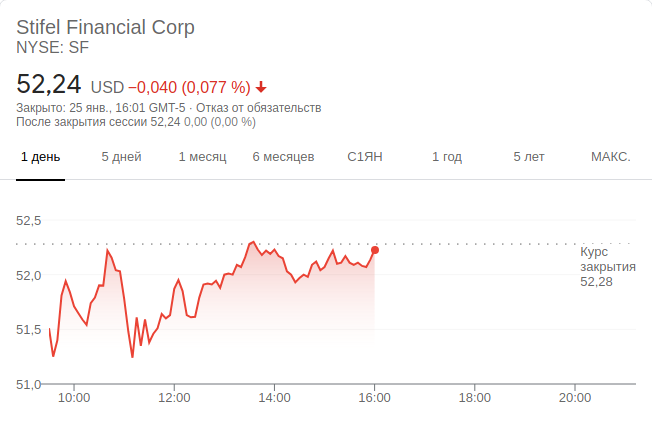 Stifel Financial Corp
NYSE: SF
52,24 USD −0,040 (0,077 %)
Закрыто: 25 янв., 16:01 GMT-5 · Отказ от обязательств
После закрытия сессии 52,24 0,00 (0,00 %)
1 день 5 дней 1 месяц 6 месяцев С1ЯН 1 год 5 лет МАКС.
52,5
Курс
закрытия
52,28
52,0
51,5
51,0
10:00 12:00 14:00 16:00 18:00 20:00